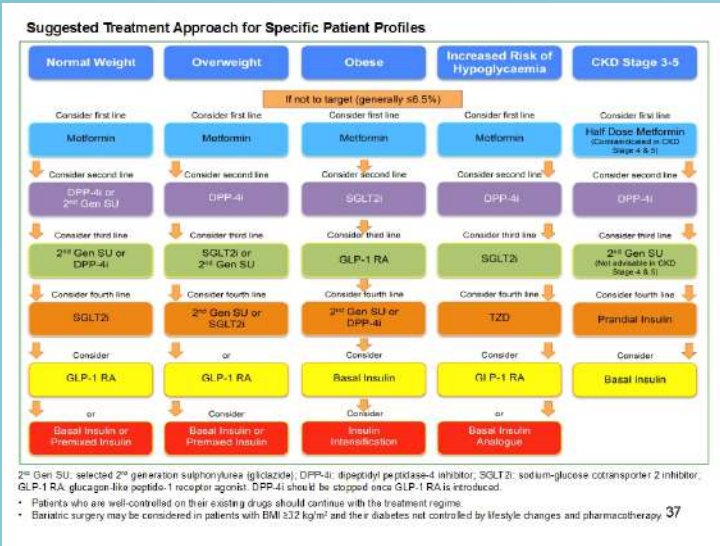 Suggested Treatment Approach for Specific Patient Profiles
Normal Weight
Overweight
Obese
Increased Risk of
Hypoglycaemia
CKD Stage 3-5
If not to target (generally ≤6.5%)
Consider first line
Consider first line
Consider first line
Consider first line
Consider first line
Metformin
Metformin
Metformin
Metformin
Half Dose Metformin
(Contraindicated in CKD
Stage 4 & 5)
Consider second line
Consider second line
Consider second line
Consider second line
Consider second line
DPP-4i or
2nd Gen SU
DPP-4i
SGLT2i
DPP-4i
DPP-4i
Consider third line
Consider third line
Consider third line
Consider third line
Consider third line
2nd Gen SU or
DPP-4i
SGLT2i or
2nd Gen SU
GLP-1 RA
SGLT2i
2nd Gen SU
(Not advisable in CKD
Stage 4 & 5)
Consider fourth line
Consider fourth line
Consider fourth line
Consider fourth line
Consider fourth line
SGLT2i
2nd Gen SU or
SGLT2i
2nd Gen SU or
DPP-4i
TZD
Prandial Insulin
Consider
or
Consider
Consider
Consider
GLP-1 RA
GLP-1 RA
Basal Insulin
GLP-1 RA
Basal Insulin
or
Consider
Consider
or
Basal Insulin or
Premixed Insulin
Basal Insulin or
Premixed Insulin
Insulin
Intensification
Basal Insulin
Analogue
2nd Gen SU: selected 2nd generation sulphonylurea (gliclazide); DPP-4i: dipeptidyl peptidase-4 inhibitor; SGLT2i: sodium-glucose cotransporter 2 inhibitor;
GLP-1 RA: glucagon-like peptide-1 receptor agonist. DPP-4i should be stopped once GLP-1 RA is introduced.
• Patients who are well-controlled on their existing drugs should continue with the treatment regime.
• Bariatric surgery may be considered in patients with BMI ≥32 kg/m² and their diabetes not controlled by lifestyle changes and pharmacotherapy. 37